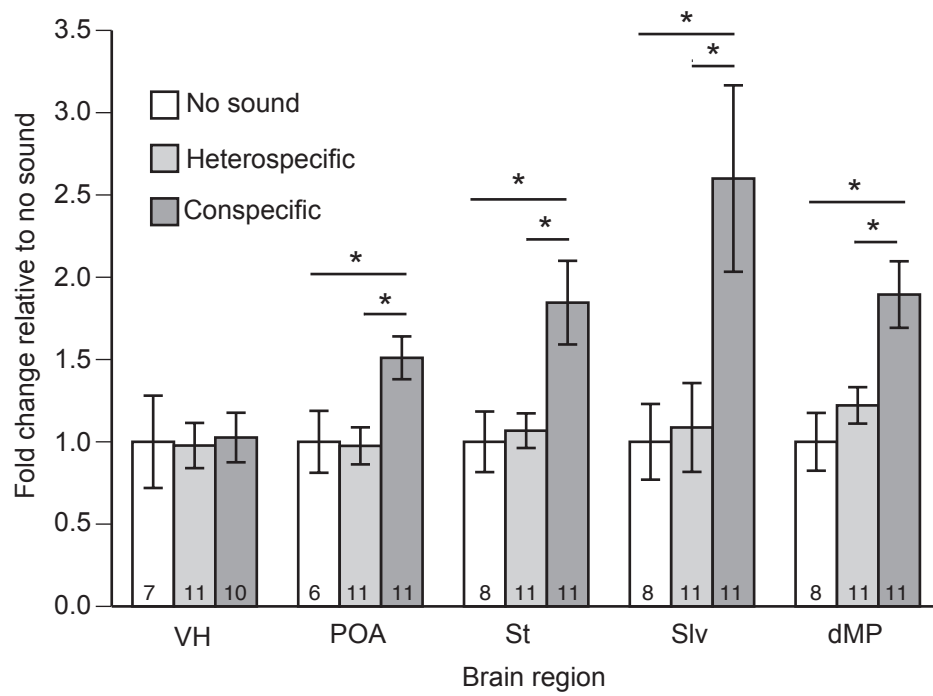 Fold change relative to no sound
3.5
3.0
2.5
2.0
1.5
1.0
0.5
0.0
No sound
Heterospecific
Conspecific
* *
* *
* *
* *
7 11 10 6 11 11 8 11 11 8 11 11 8 11 11
VH POA St Slv dMP
Brain region